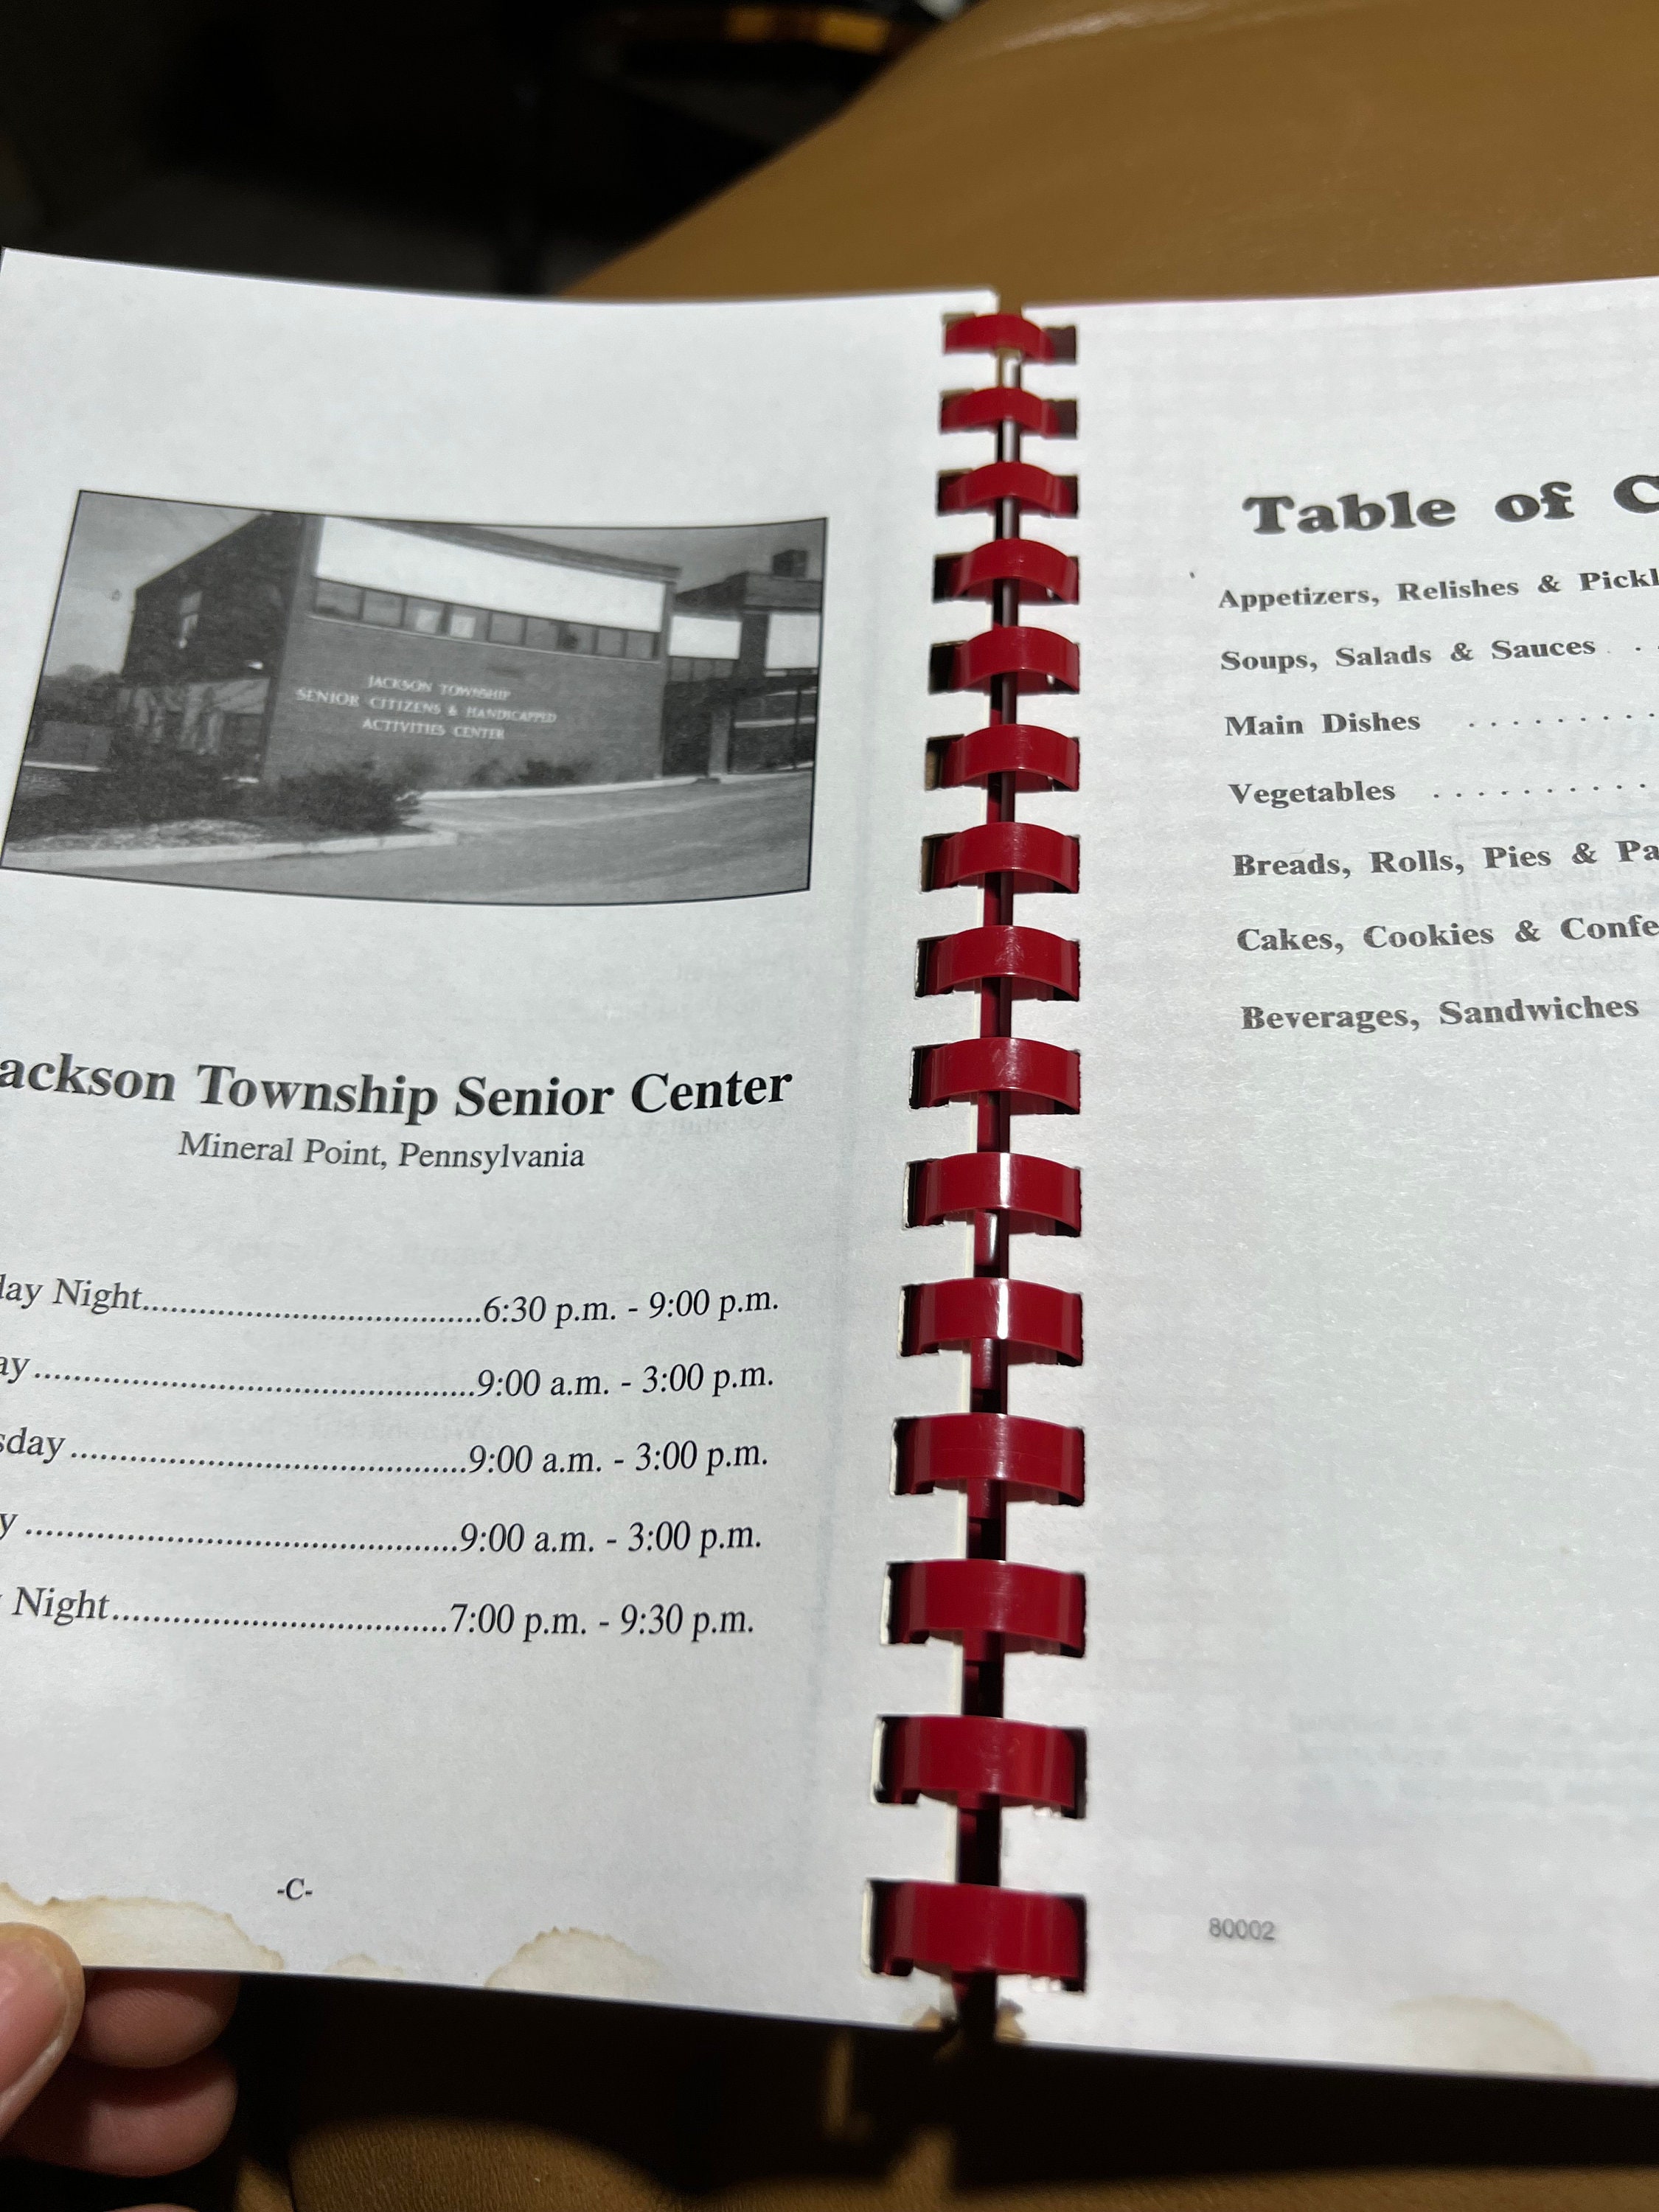 JACKSON TOWNSHIP
SENIOR CITIZENS & HANDICAPPED
ACTIVITIES CENTER
ackson Township Senior Center
Mineral Point, Pennsylvania
day Night.......................................6:30 p.m. - 9:00 p.m.
ay..................................................9:00 a.m. - 3:00 p.m.
sday.............................................9:00 a.m. - 3:00 p.m.
y.................................................9:00 a.m. - 3:00 p.m.
Night.......................................7:00 p.m. - 9:30 p.m.
-C-
Table of C
Appetizers, Relishes & Pickl
Soups, Salads & Sauces . .
Main Dishes . . . . . . . . .
Vegetables . . . . . . . . . .
Breads, Rolls, Pies & Pa
Cakes, Cookies & Confe
Beverages, Sandwiches
80002